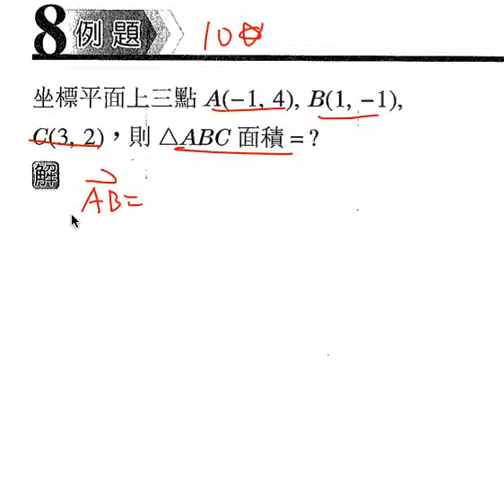 8 例題 10
坐標平面上三點 A(−1, 4), B(1, −1),
C(3, 2)，則 △ABC 面積 = ?
解
AB=